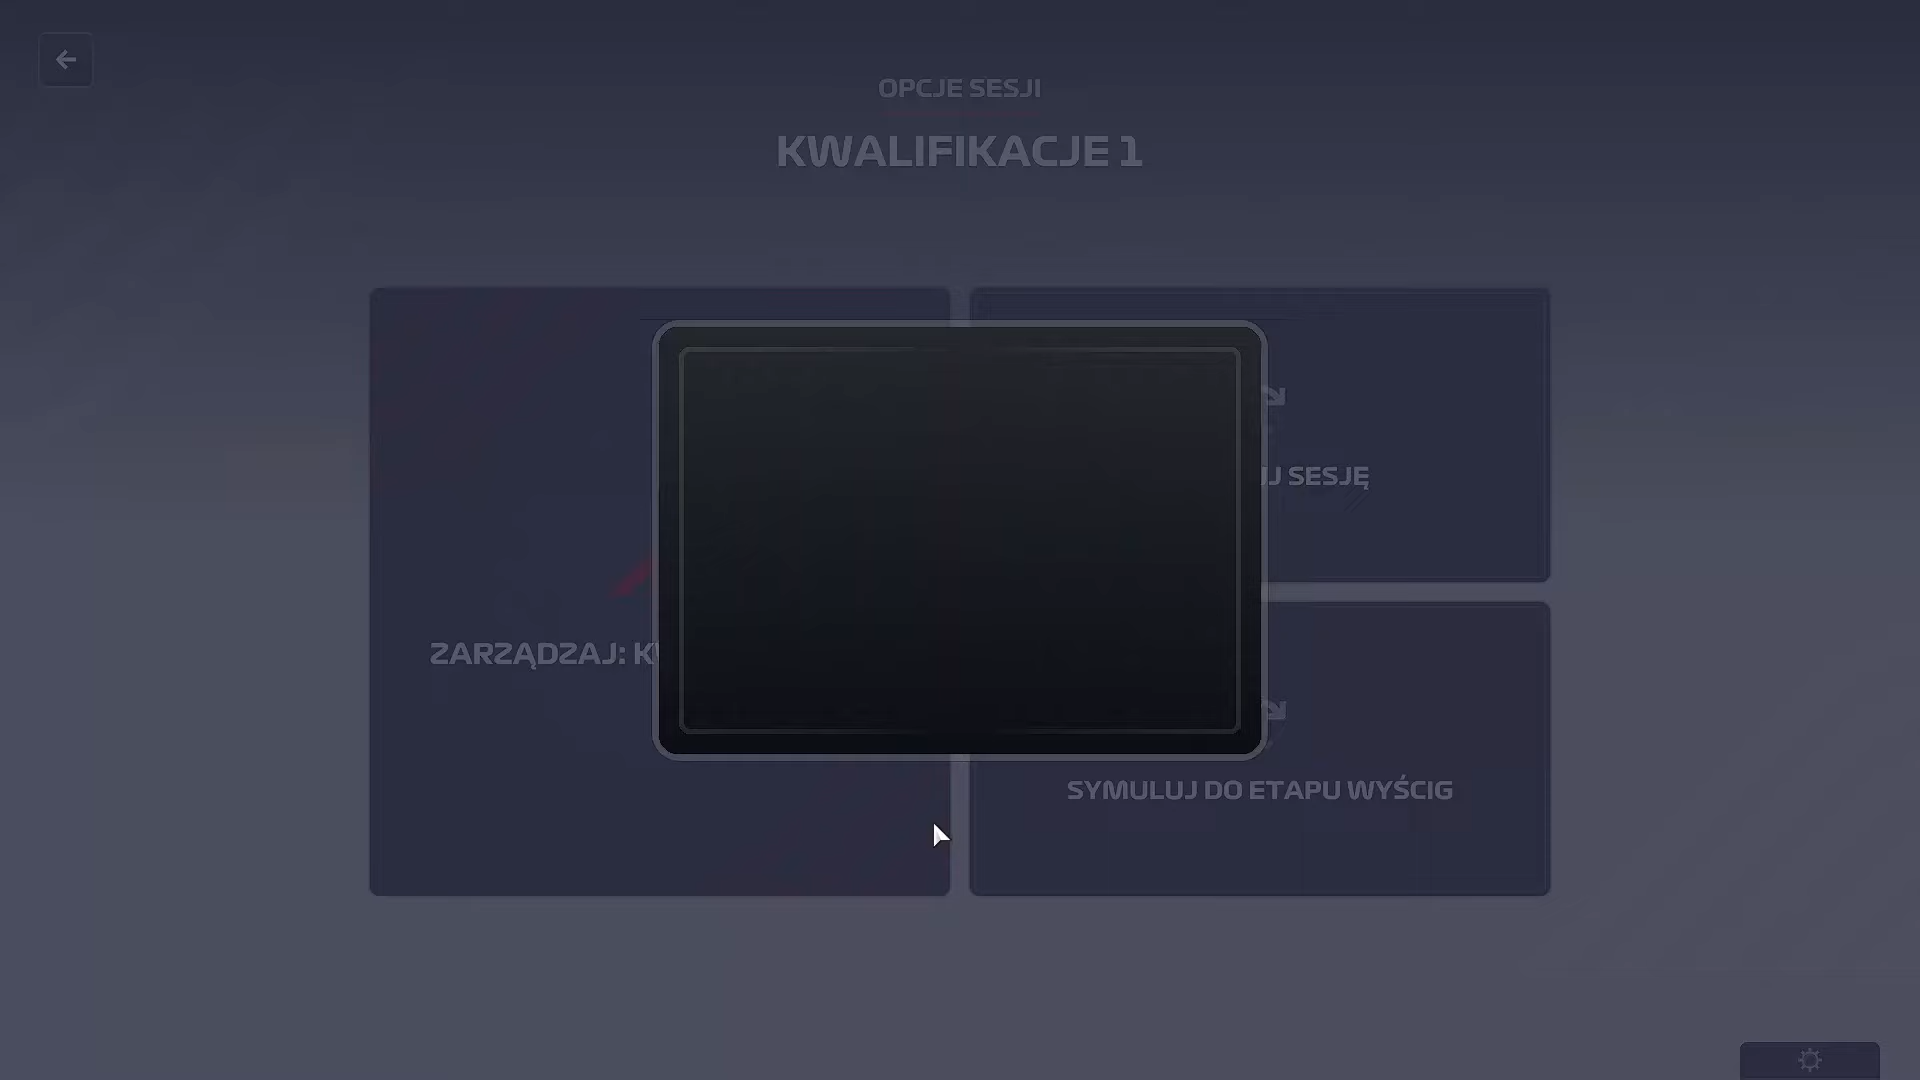 OPCJE SESJI
KWALIFIKACJE 1
SESJĘ
ZARZĄDZAJ:
SYMULUJ DO ETAPU WYŚCIG